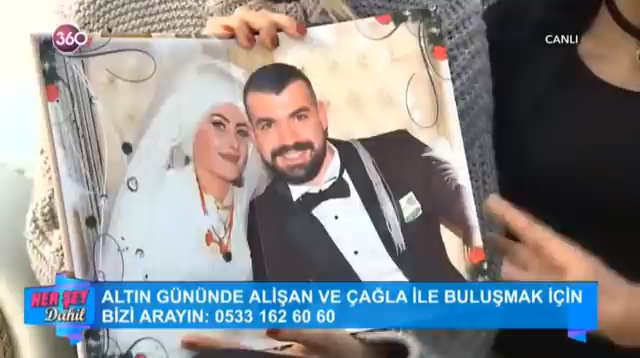 360
CANLI
HER ŞEY
Dahil
ALTIN GÜNÜNDE ALİŞAN VE ÇAĞLA İLE BULUŞMAK İÇİN
BİZİ ARAYIN: 0533 162 60 60